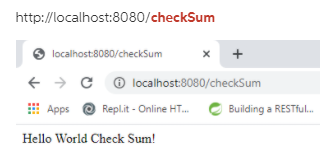 http://localhost:8080/checkSum
localhost:8080/checkSum
localhost:8080/checkSum
Apps Repl.it - Online HT... Building a RESTful...
Hello World Check Sum!